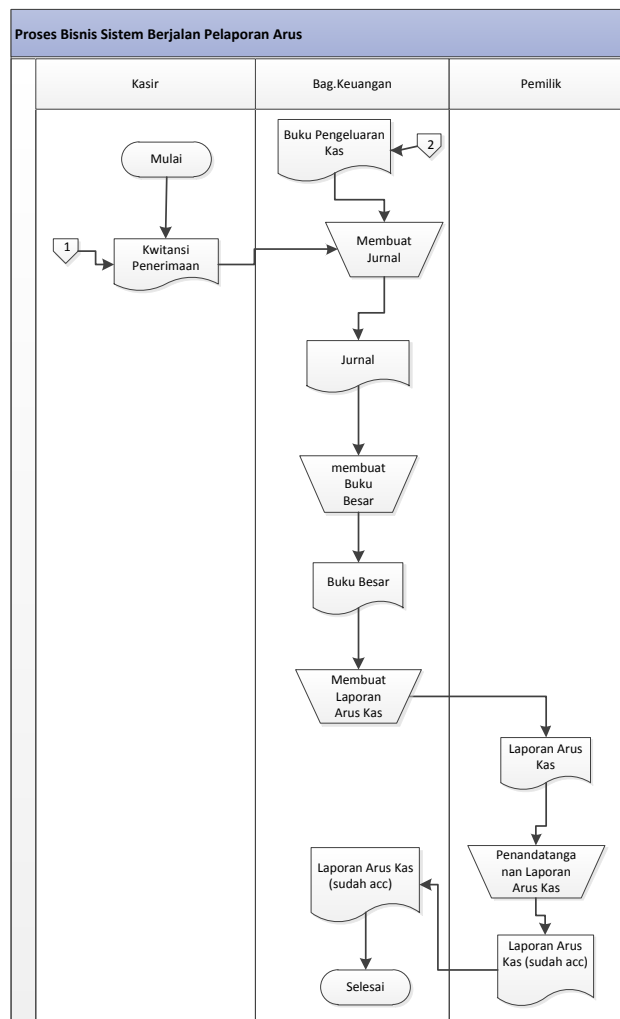 Proses Bisnis Sistem Berjalan Pelaporan Arus
Kasir
Bag.Keuangan
Pemilik
Buku Pengeluaran
Kas
2
Mulai
1
Kwitansi
Penerimaan
Membuat
Jurnal
Jurnal
membuat
Buku
Besar
Buku Besar
Membuat
Laporan
Arus Kas
Laporan Arus
Kas
Penandatanga
nan Laporan
Arus Kas
Laporan Arus Kas
(sudah acc)
Laporan Arus
Kas (sudah acc)
Selesai